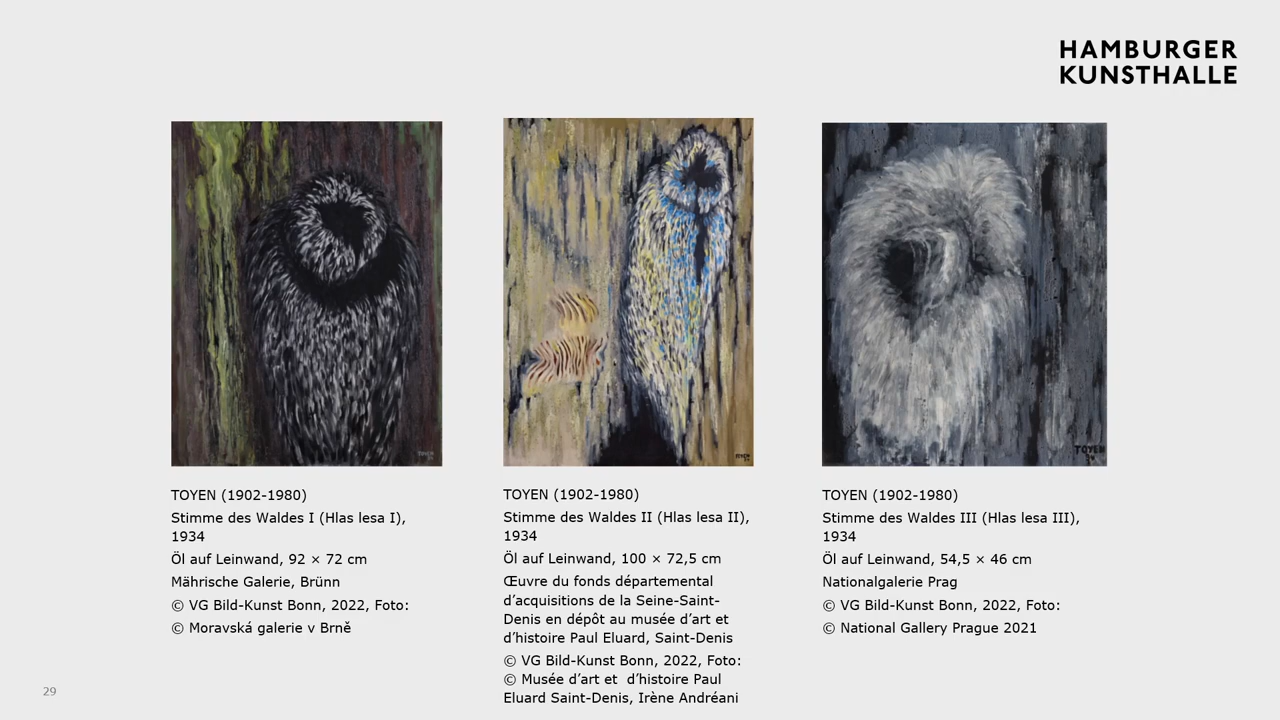 HAMBURGER
KUNSTHALLE
TOYEN
34
TOYEN
34
TOYEN
34
TOYEN (1902-1980)
Stimme des Waldes I (Hlas lesa I),
1934
Öl auf Leinwand, 92 × 72 cm
Mährische Galerie, Brünn
© VG Bild-Kunst Bonn, 2022, Foto:
© Moravská galerie v Brně
TOYEN (1902-1980)
Stimme des Waldes II (Hlas lesa II),
1934
Öl auf Leinwand, 100 × 72,5 cm
Œuvre du fonds départemental
d’acquisitions de la Seine-Saint-
Denis en dépôt au musée d’art et
d’histoire Paul Eluard, Saint-Denis
© VG Bild-Kunst Bonn, 2022, Foto:
© Musée d’art et  d’histoire Paul
Eluard Saint-Denis, Irène Andréani
TOYEN (1902-1980)
Stimme des Waldes III (Hlas lesa III),
1934
Öl auf Leinwand, 54,5 × 46 cm
Nationalgalerie Prag
© VG Bild-Kunst Bonn, 2022, Foto:
© National Gallery Prague 2021
29